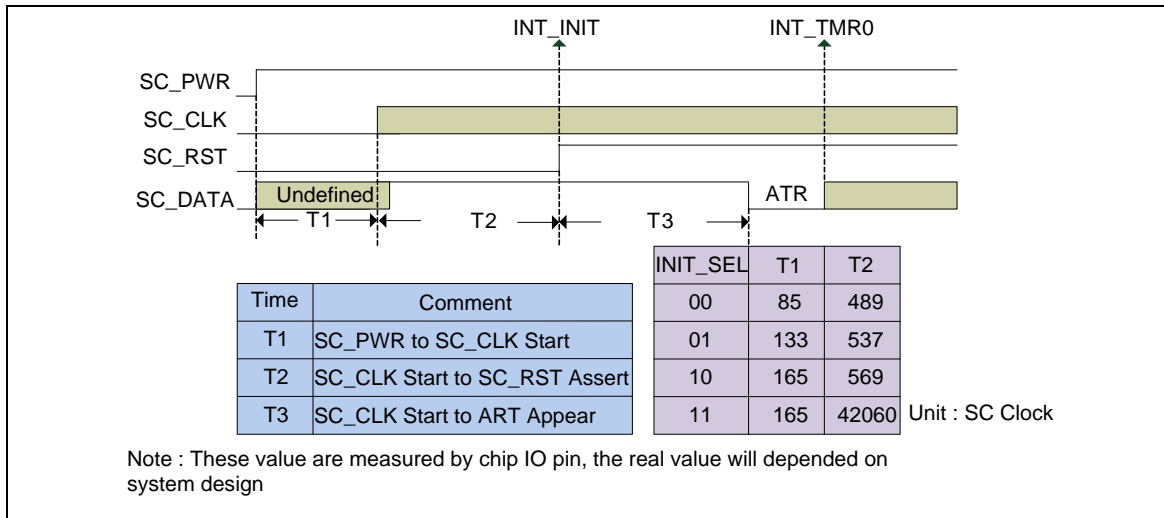 INT_INIT INT_TMR0
SC_PWR
SC_CLK
SC_RST
SC_DATA Undefined ATR
T1 T2 T3
INIT_SEL T1 T2
Time Comment 00 85 489
T1 SC_PWR to SC_CLK Start 01 133 537
T2 SC_CLK Start to SC_RST Assert 10 165 569
T3 SC_CLK Start to ART Appear 11 165 42060 Unit : SC Clock
Note : These value are measured by chip IO pin, the real value will depended on
system design